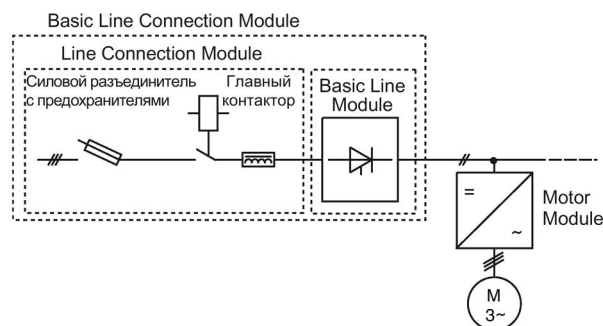 Basic Line Connection Module
Line Connection Module
Силовой разъединитель
с предохранителями
Главный
контактор
Basic Line
Module
=
~
Motor
Module
M
3~